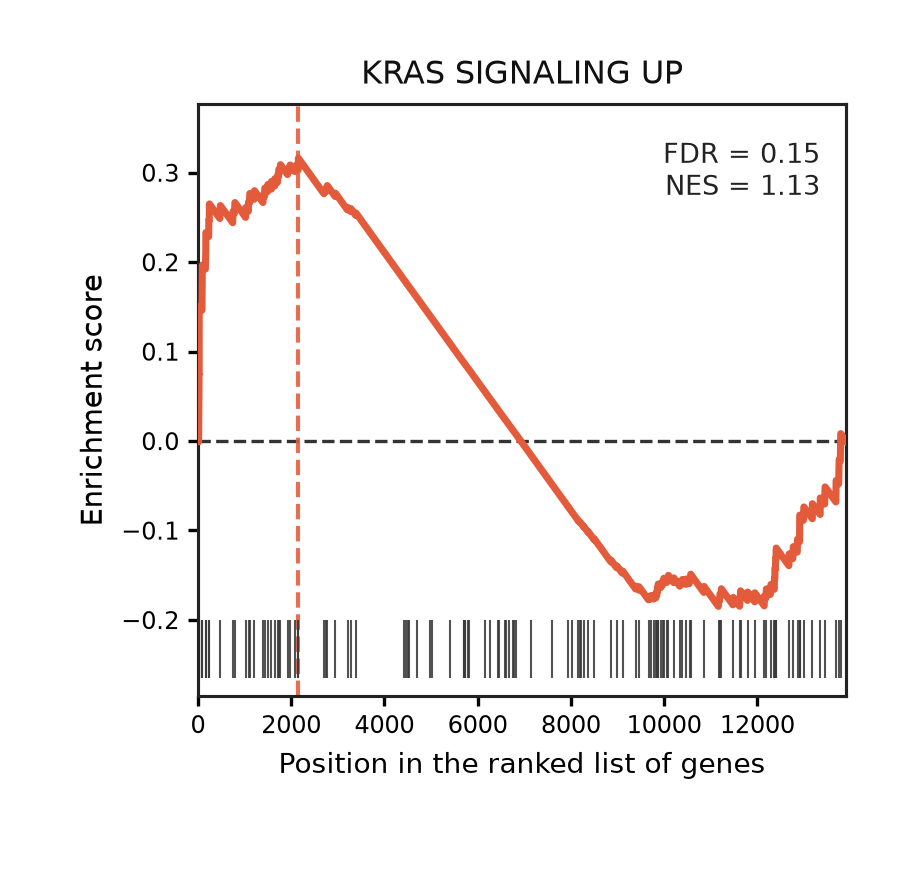 KRAS SIGNALING UP
FDR = 0.15
NES = 1.13
Enrichment score
0.3
0.2
0.1
0.0
−0.1
−0.2
0 2000 4000 6000 8000 10000 12000
Position in the ranked list of genes